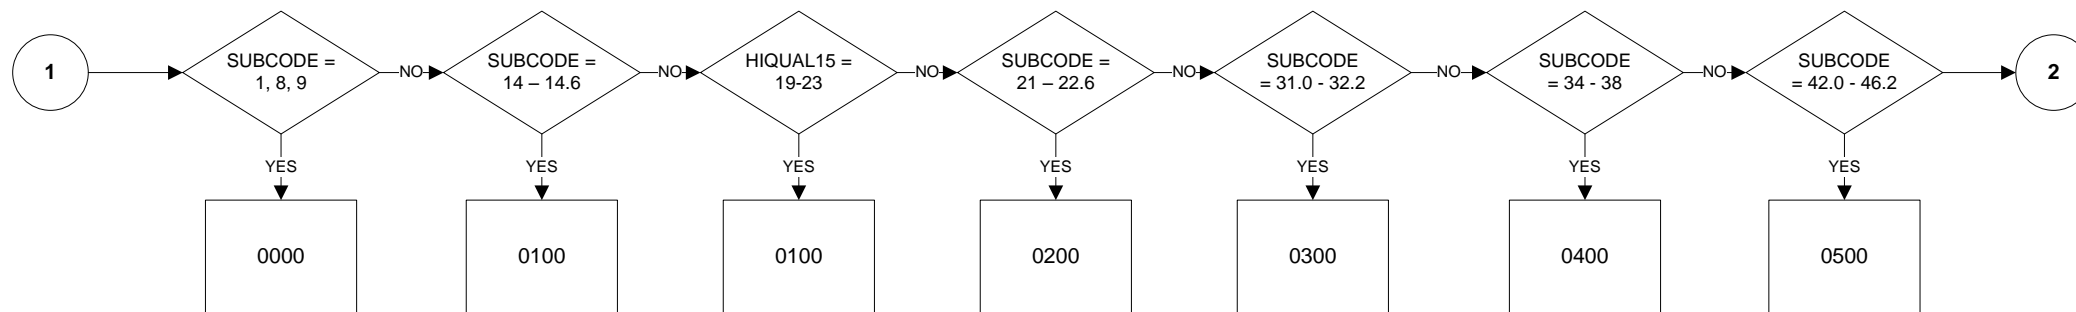 1
SUBCODE =
1, 8, 9
NO
SUBCODE =
14 – 14.6
NO
HIQUAL15 =
19-23
NO
SUBCODE =
21 – 22.6
NO
SUBCODE
= 31.0 - 32.2
NO
SUBCODE
= 34 - 38
NO
SUBCODE
= 42.0 - 46.2
2
YES
YES
YES
YES
YES
YES
YES
0000
0100
0100
0200
0300
0400
0500